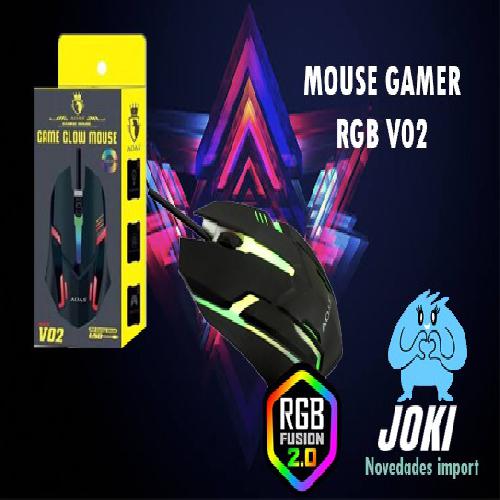 MOUSE GAMER
RGB V02
GAME GLOW MOUSE
V02
RGB
FUSION
2.0
JOKI
Novedades import